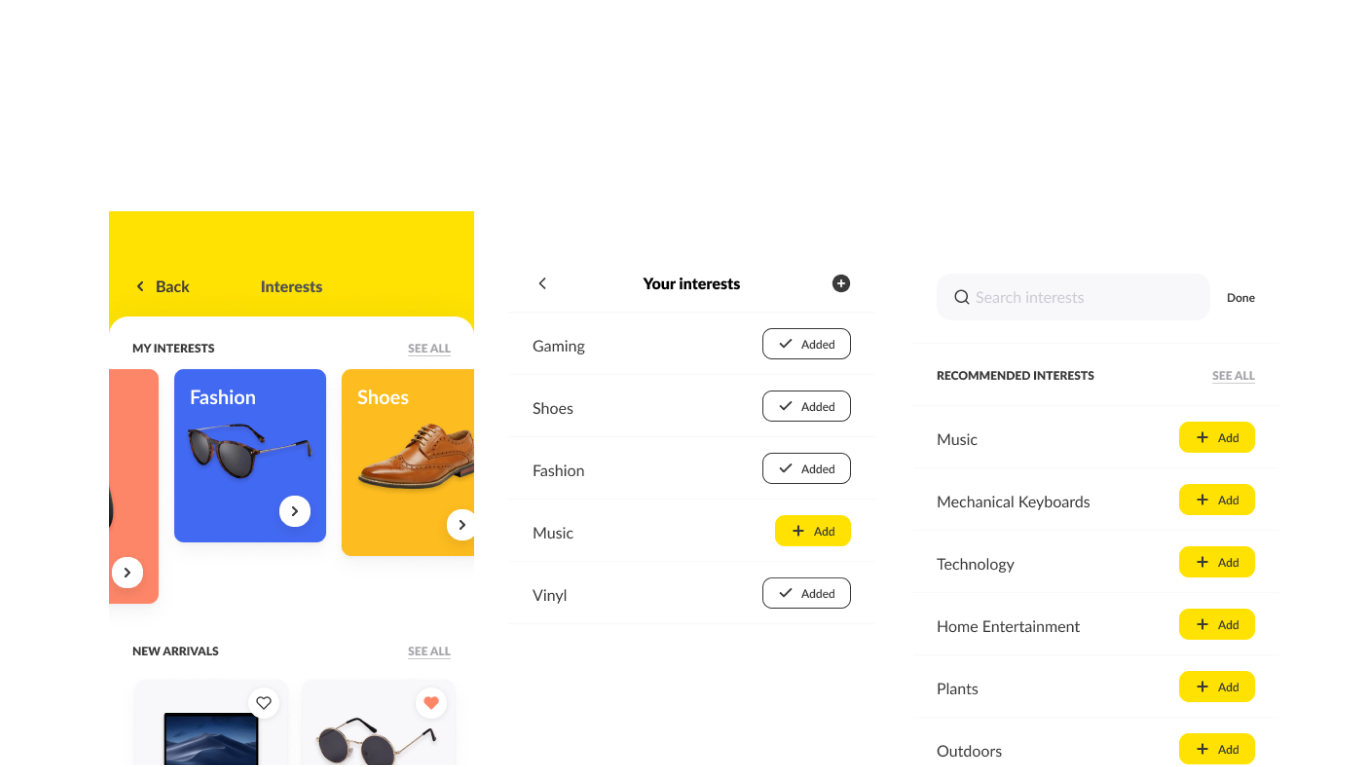 Back
Interests
MY INTERESTS
SEE ALL
Fashion
Shoes
NEW ARRIVALS
SEE ALL
Your interests
Gaming
Added
Shoes
Added
Fashion
Added
Music
Add
Vinyl
Added
Search interests
Done
RECOMMENDED INTERESTS
SEE ALL
Music
Add
Mechanical Keyboards
Add
Technology
Add
Home Entertainment
Add
Plants
Add
Outdoors
Add